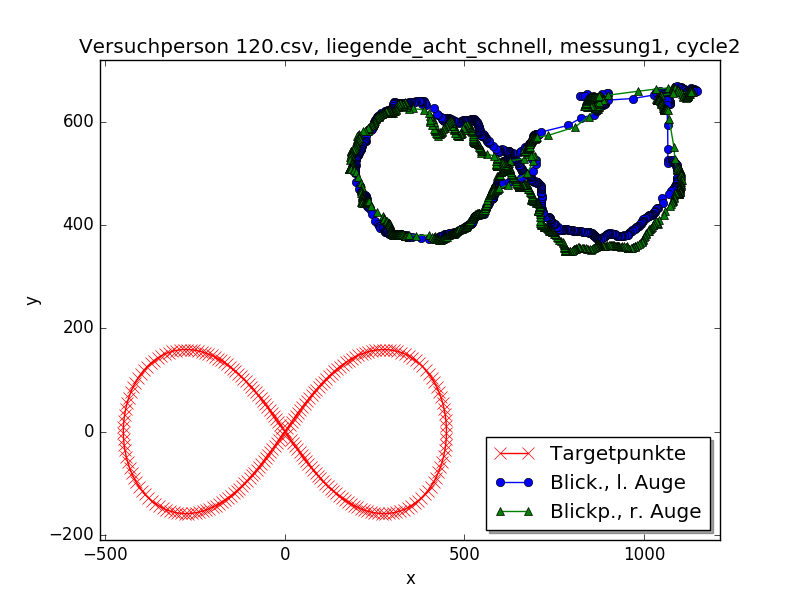 Versuchperson 120.csv, liegende_acht_schnell, messung1, cycle2
y
600
400
200
0
−200
Targetpunkte
Blick., l. Auge
Blickp., r. Auge
−500
0
500
1000
x